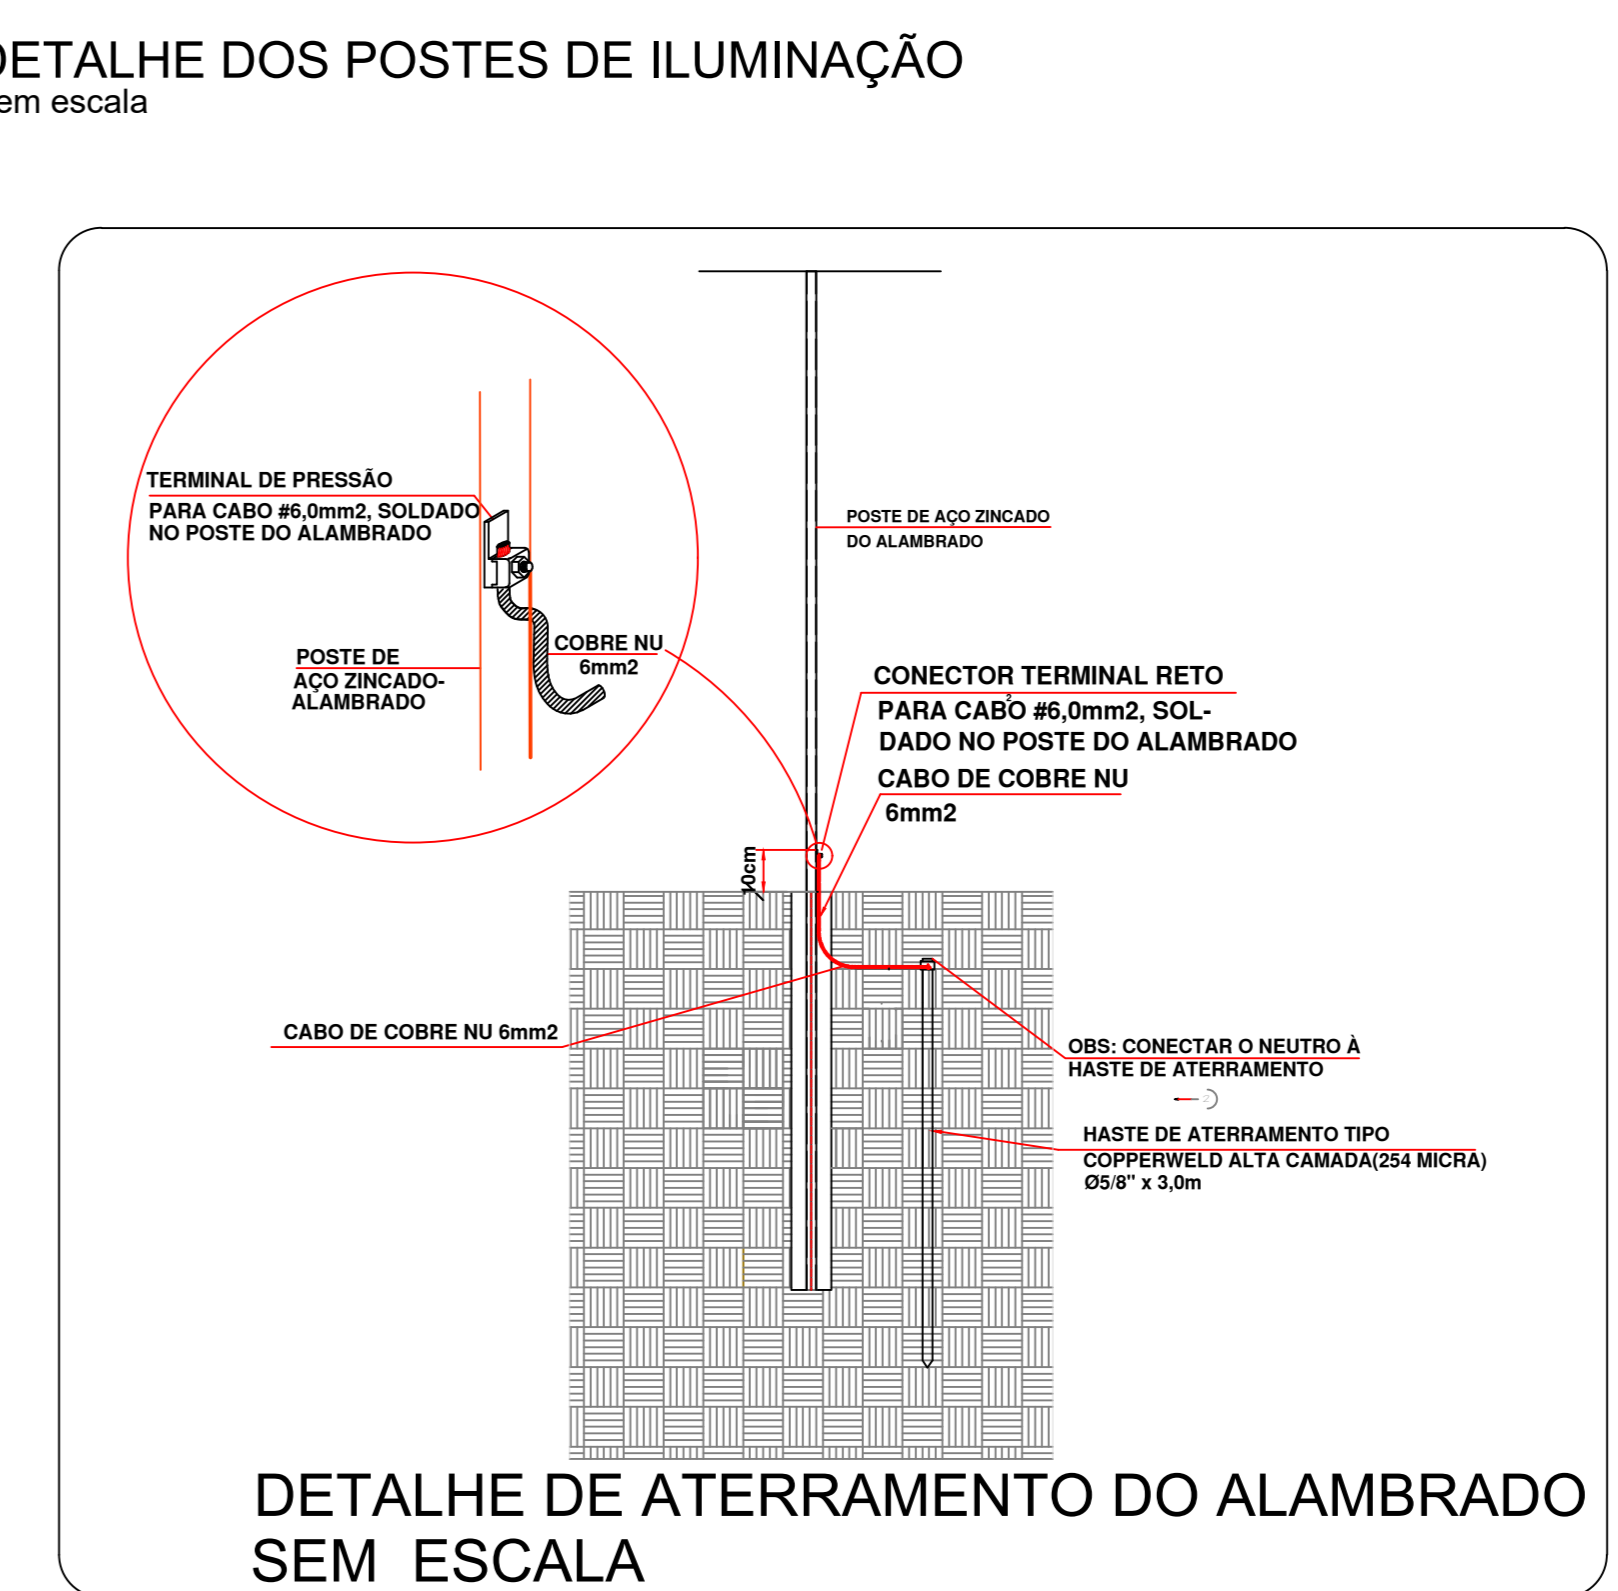 DETALHE DOS POSTES DE ILUMINAÇÃO
em escala
TERMINAL DE PRESSÃO
PARA CABO #6,0mm2, SOLDADO
NO POSTE DO ALAMBRADO
POSTE DE
AÇO ZINCADO-
ALAMBRADO
COBRE NU
6mm2
POSTE DE AÇO ZINCADO
DO ALAMBRADO
CONECTOR TERMINAL RETO
2
PARA CABO #6,0mm2, SOL-
DADO NO POSTE DO ALAMBRADO
CABO DE COBRE NU
6mm2
10cm
CABO DE COBRE NU 6mm2
OBS: CONECTAR O NEUTRO À
HASTE DE ATERRAMENTO
2
HASTE DE ATERRAMENTO TIPO
COPPERWELD ALTA CAMADA(254 MICRA)
Ø5/8" x 3,0m
DETALHE DE ATERRAMENTO DO ALAMBRADO
SEM ESCALA